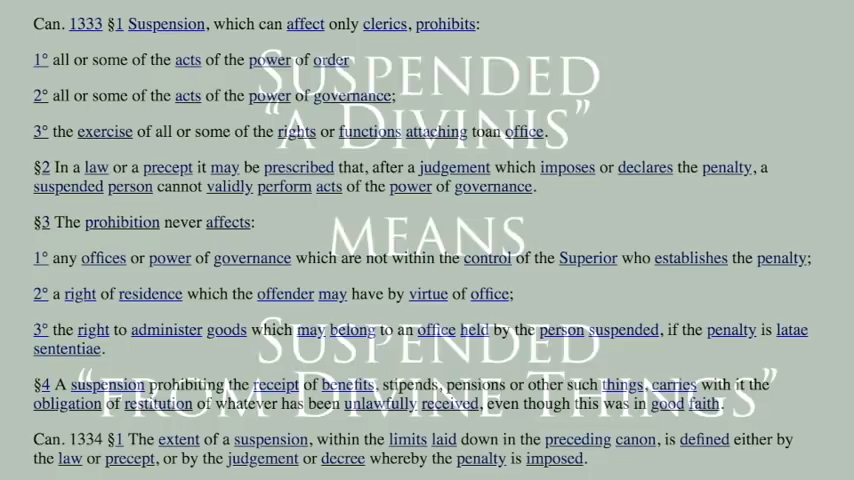 Can. 1333 §1 Suspension, which can affect only clerics, prohibits:
1° all or some of the acts of the power of order
2° all or some of the acts of the power of governance;
3° the exercise of all or some of the rights or functions attaching toan office.
§2 In a law or a precept it may be prescribed that, after a judgement which imposes or declares the penalty, a
suspended person cannot validly perform acts of the power of governance.
§3 The prohibition never affects:
1° any offices or power of governance which are not within the control of the Superior who establishes the penalty;
2° a right of residence which the offender may have by virtue of office;
3° the right to administer goods which may belong to an office held by the person suspended, if the penalty is latae
sententiae.
§4 A suspension prohibiting the receipt of benefits, stipends, pensions or other such things, carries with it the
obligation of restitution of whatever has been unlawfully received, even though this was in good faith.
Can. 1334 §1 The extent of a suspension, within the limits laid down in the preceding canon, is defined either by
the law or precept, or by the judgement or decree whereby the penalty is imposed.
SUSPENDED
“A DIVINIS”
MEANS
SUSPENDED
“FROM DIVINE THINGS”